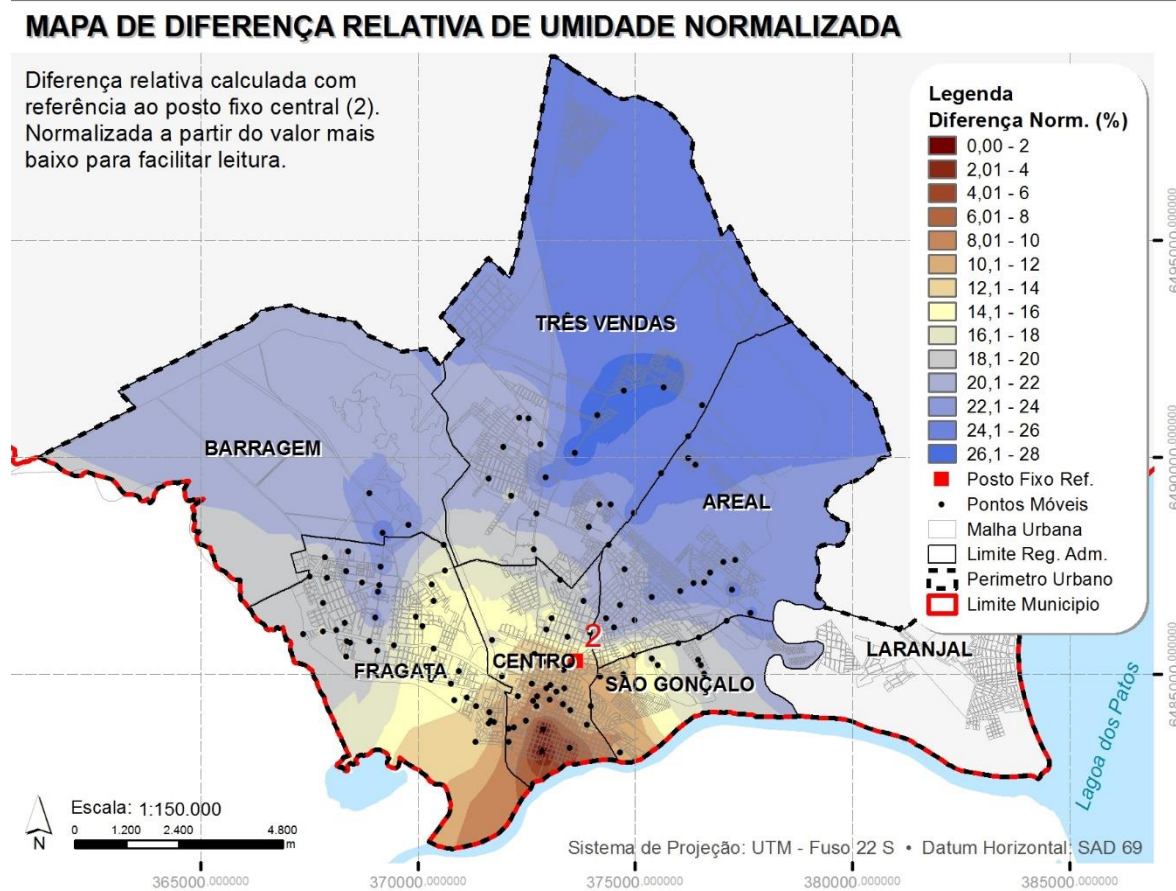 MAPA DE DIFERENÇA RELATIVA DE UMIDADE NORMALIZADA
Diferença relativa calculada com
referência ao posto fixo central (2).
Normalizada a partir do valor mais
baixo para facilitar leitura.
Legenda
Diferença Norm. (%)
0,00 - 2
2,01 - 4
4,01 - 6
6,01 - 8
8,01 - 10
10,1 - 12
12,1 - 14
14,1 - 16
16,1 - 18
18,1 - 20
20,1 - 22
22,1 - 24
24,1 - 26
26,1 - 28
Posto Fixo Ref.
Pontos Móveis
Malha Urbana
Limite Reg. Adm.
Perimetro Urbano
Limite Municipio
6495000,000000
TRÊS VENDAS
BARRAGEM
6490000,000000
AREAL
2
LARANJAL
CENTRO
FRAGATA
SÃO GONÇALO
6485000,000000
Lagoa dos Patos
N
Escala: 1:150.000
0 1.200 2.400 4.800
m
Sistema de Projeção: UTM - Fuso 22 S • Datum Horizontal: SAD 69
365000,000000 370000,000000 375000,000000 380000,000000 385000,000000